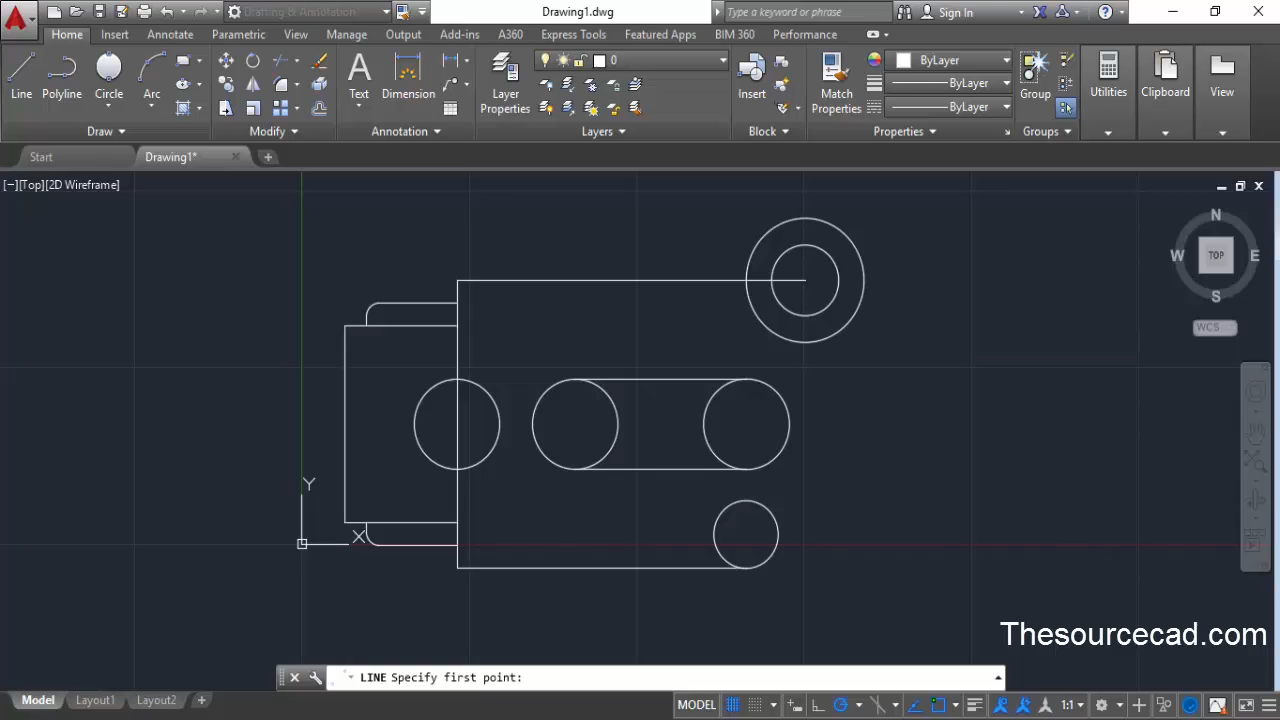 Drafting & Annotation
Drawing1.dwg
Type a keyword or phrase
Sign In
Home Insert Annotate Parametric View Manage Output Add-ins A360 Express Tools Featured Apps BIM 360 Performance
Line Polyline Circle Arc
Draw
Modify
Text Dimension
Annotation
Layer
Properties
0
Layers
Insert
Block
Match
Properties
ByLayer
ByLayer
ByLayer
Properties
Group
Groups
Utilities
Clipboard
View
Start Drawing1*
[−][Top][2D Wireframe]
N
W TOP E
S
WCS
Y
X
Thesourcecad.com
LINE Specify first point:
Model Layout1 Layout2
MODEL
1:1